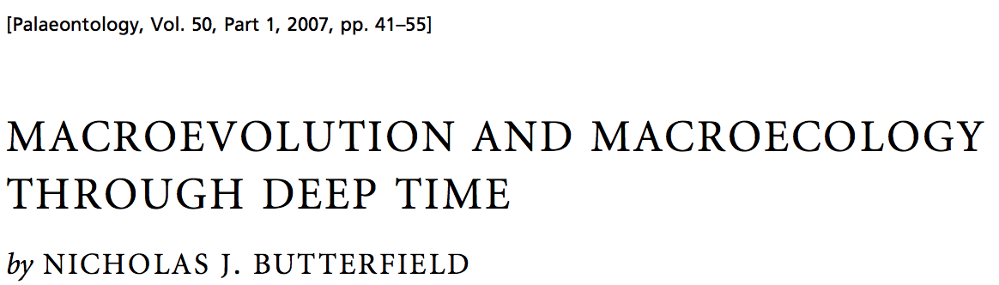 [Palaeontology, Vol. 50, Part 1, 2007, pp. 41–55]
MACROEVOLUTION AND MACROECOLOGY
THROUGH DEEP TIME
by NICHOLAS J. BUTTERFIELD